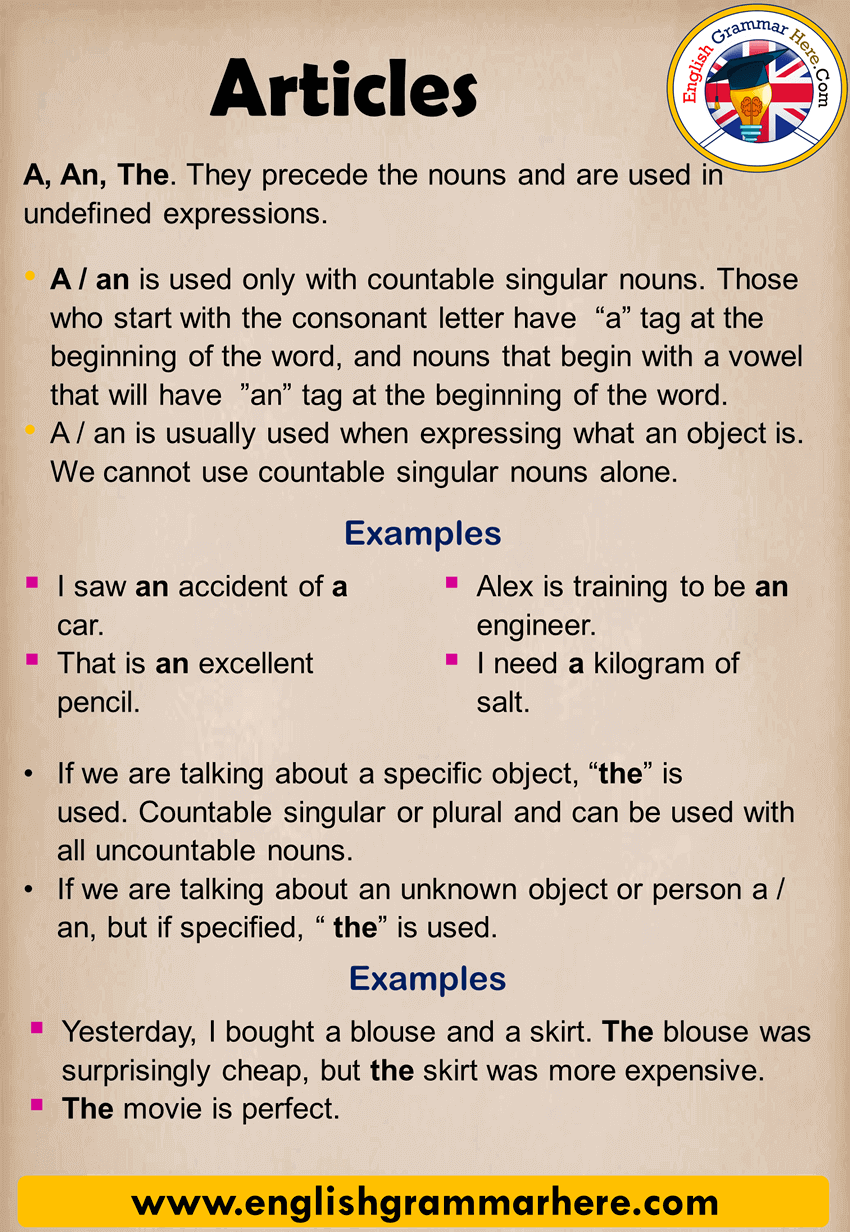 English Grammar Here.Com
Articles
A, An, The. They precede the nouns and are used in
undefined expressions.
• A / an is used only with countable singular nouns. Those
who start with the consonant letter have “a” tag at the
beginning of the word, and nouns that begin with a vowel
that will have ”an” tag at the beginning of the word.
• A / an is usually used when expressing what an object is.
We cannot use countable singular nouns alone.
Examples
▪ I saw an accident of a
car.
▪ That is an excellent
pencil.
▪ Alex is training to be an
engineer.
▪ I need a kilogram of
salt.
• If we are talking about a specific object, “the” is
used. Countable singular or plural and can be used with
all uncountable nouns.
• If we are talking about an unknown object or person a /
an, but if specified, “ the” is used.
Examples
▪ Yesterday, I bought a blouse and a skirt. The blouse was
surprisingly cheap, but the skirt was more expensive.
▪ The movie is perfect.
www.englishgrammarhere.com